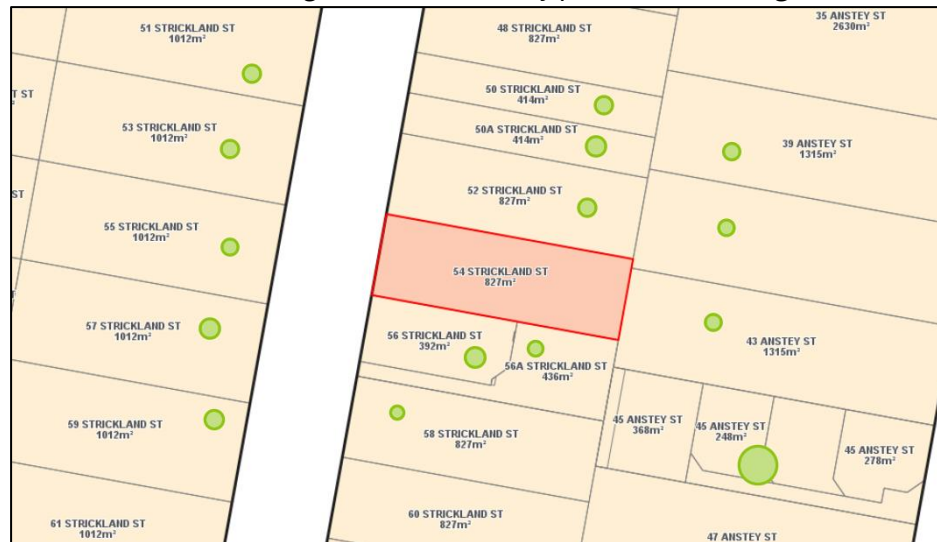 51 STRICKLAND ST
1012m²
48 STRICKLAND ST
827m²
35 ANSTEY ST
2630m²
T ST
50 STRICKLAND ST
414m²
53 STRICKLAND ST
1012m²
50A STRICKLAND ST
414m²
39 ANSTEY ST
1315m²
ST
52 STRICKLAND ST
827m²
55 STRICKLAND ST
1012m²
54 STRICKLAND ST
827m²
57 STRICKLAND ST
1012m²
56 STRICKLAND ST
392m²
43 ANSTEY ST
1315m²
56A STRICKLAND ST
436m²
59 STRICKLAND ST
1012m²
58 STRICKLAND ST
827m²
45 ANSTEY ST
368m²
45 ANSTEY ST
248m²
45 ANSTEY ST
278m²
61 STRICKLAND ST
1012m²
60 STRICKLAND ST
827m²
47 ANSTEY ST